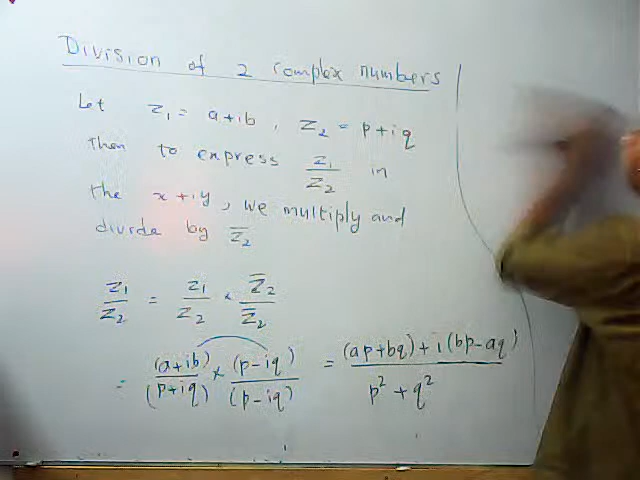 Division of 2 complex numbers
Let z₁ = a+ib, z₂ = p+iq
Then to express z₁/z₂ in
the x+iy, we multiply and
divide by z̅₂
z₁/z₂ = z₁/z₂ × z̅₂/z̅₂
= (a+ib)/(p+iq) × (p-iq)/(p-iq) = (ap+bq)+i(bp-aq)/p²+q²